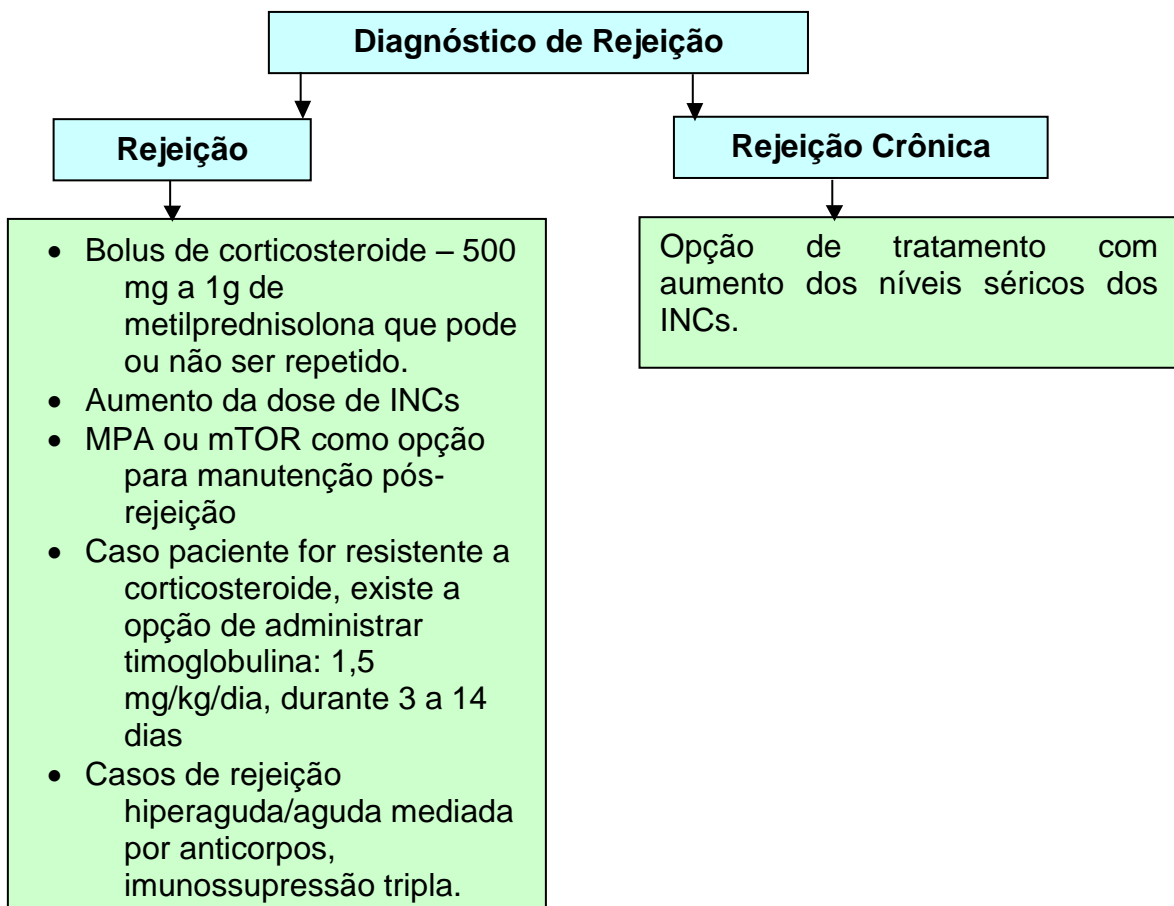 Diagnóstico de Rejeição
Rejeição
Rejeição Crônica
• Bolus de corticosteroide – 500
mg a 1g de
metilprednisolona que pode
ou não ser repetido.
• Aumento da dose de INCs
• MPA ou mTOR como opção
para manutenção pós-
rejeição
• Caso paciente for resistente a
corticosteroide, existe a
opção de administrar
timoglobulina: 1,5
mg/kg/dia, durante 3 a 14
dias
• Casos de rejeição
hiperaguda/aguda mediada
por anticorpos,
imunossupressão tripla.
Opção de tratamento com
aumento dos níveis séricos dos
INCs.